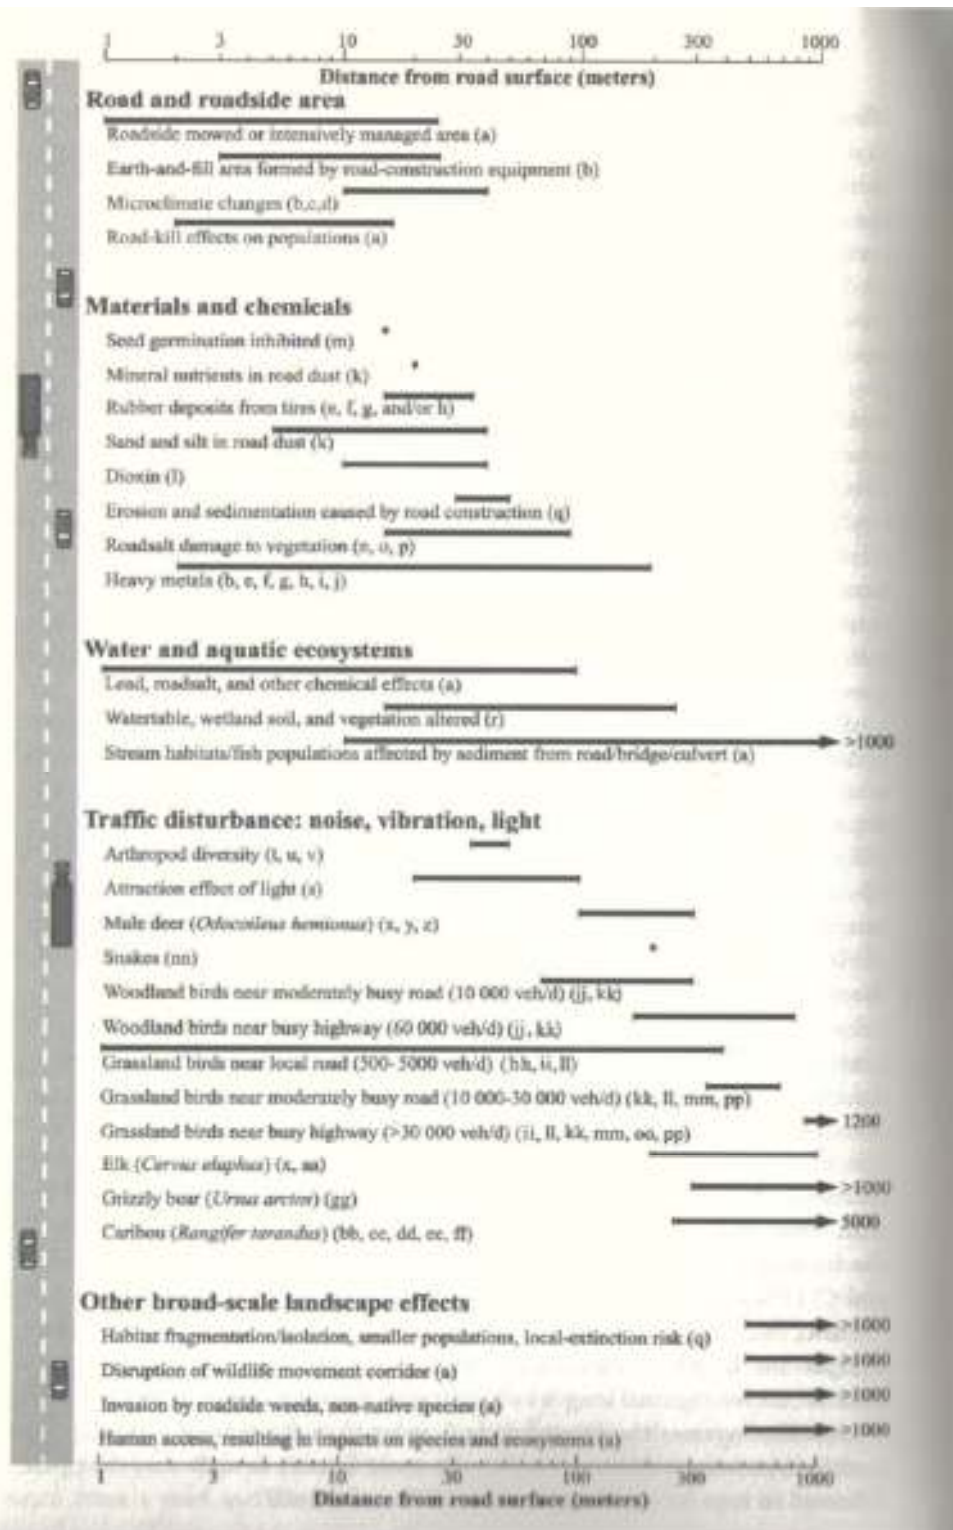 1 3 10 30 100 300 1000
Distance from road surface (meters)
Road and roadside area
Roadside mowed or intensively managed area (a)
Earth-and-fill area formed by road-construction equipment (b)
Microclimate changes (b,c,d)
Road-kill effects on populations (a)
Materials and chemicals
Seed germination inhibited (m)
Mineral nutrients in road dust (k)
Rubber deposits from tires (e, f, g, and/or h)
Sand and silt in road dust (k)
Dioxin (l)
Erosion and sedimentation caused by road construction (q)
Roadsalt damage to vegetation (n, o, p)
Heavy metals (b, e, f, g, h, i, j)
Water and aquatic ecosystems
Lead, roadsalt, and other chemical effects (a)
Watertable, wetland soil, and vegetation altered (r)
>1000
Stream habitats/fish populations affected by sediment from road/bridge/culvert (a)
Traffic disturbance: noise, vibration, light
Arthropod diversity (t, u, v)
Attraction effect of light (s)
Mule deer (Odocoileus hemionus) (x, y, z)
Snakes (nn)
Woodland birds near moderately busy road (10 000 veh/d) (jj, kk)
Woodland birds near busy highway (60 000 veh/d) (jj, kk)
Grassland birds near local road (500-5000 veh/d) (hh, ii, ll)
Grassland birds near moderately busy road (10 000-30 000 veh/d) (kk, ll, mm, pp)
1200
Grassland birds near busy highway (>30 000 veh/d) (ii, ll, kk, mm, oo, pp)
Elk (Cervus elaphus) (x, aa)
Grizzly bear (Ursus arctos) (gg) >1000
Caribou (Rangifer tarandus) (bb, cc, dd, ee, ff) 5000
Other broad-scale landscape effects
>1000
Habitat fragmentation/isolation, smaller populations, local-extinction risk (q)
>1000
Disruption of wildlife movement corridor (a)
>1000
Invasion by roadside weeds, non-native species (a)
>1000
Human access, resulting in impacts on species and ecosystems (a)
1 3 10 30 100 300 1000
Distance from road surface (meters)